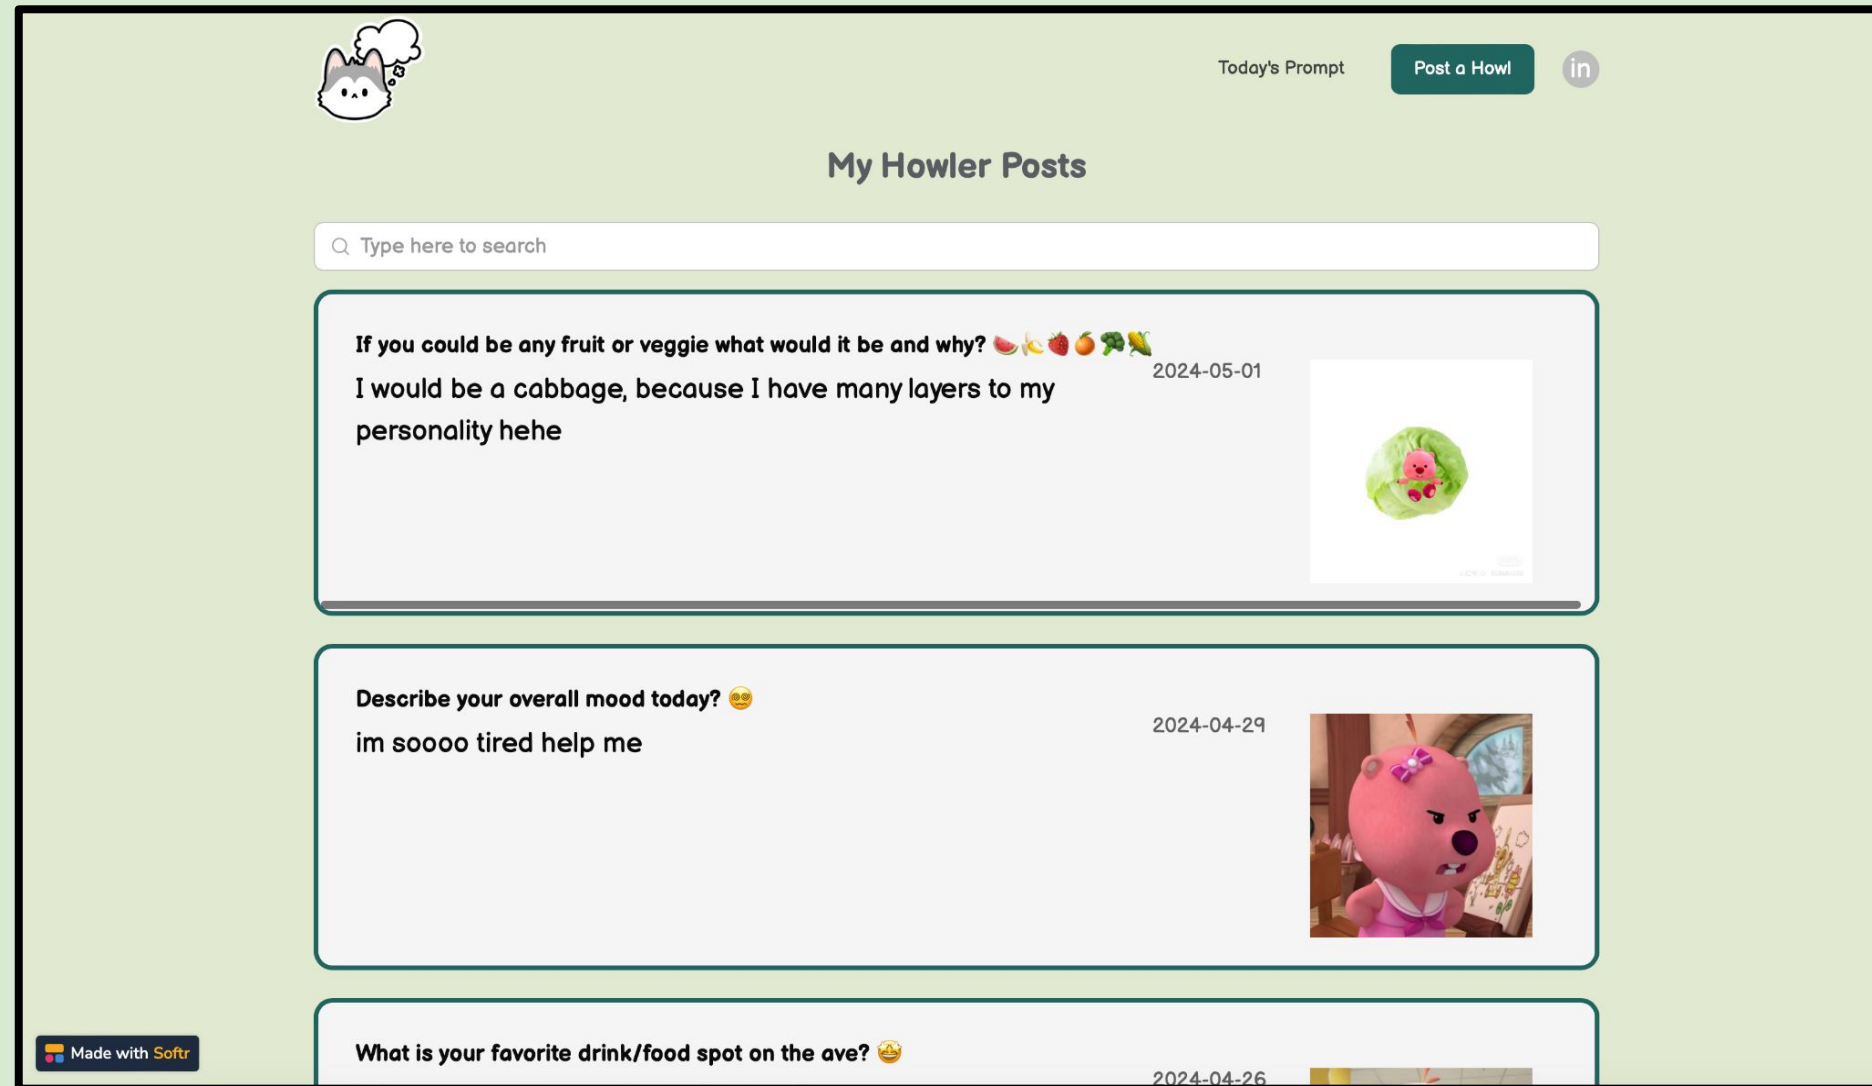 Today's Prompt
Post a Howl
in
My Howler Posts
Type here to search
If you could be any fruit or veggie what would it be and why? 🍉🍌🍓🍊🥦🌽
2024-05-01
I would be a cabbage, because I have many layers to my
personality hehe
Describe your overall mood today? 😵‍💫
2024-04-29
im soooo tired help me
What is your favorite drink/food spot on the ave? 🤩
2024-04-26
Made with Softr